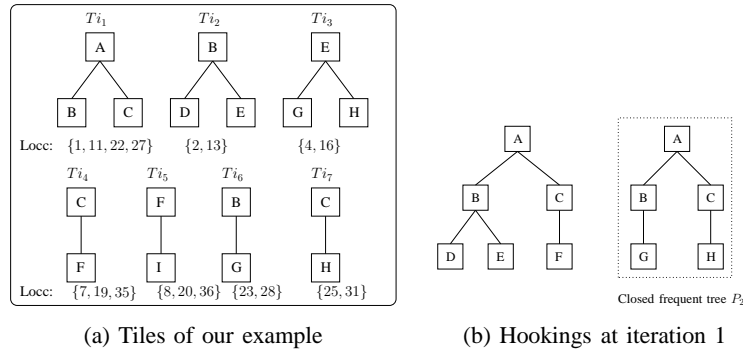 Ti1 Ti2 Ti3
A B E
B C D E G H
Locc: {1, 11, 22, 27} {2, 13} {4, 16}
Ti4 Ti5 Ti6 Ti7
C F B C
F I G H
Locc: {7, 19, 35} {8, 20, 36} {23, 28} {25, 31}
(a) Tiles of our example
A A
B C B C
D E F G H
Closed frequent tree P2
(b) Hookings at iteration 1